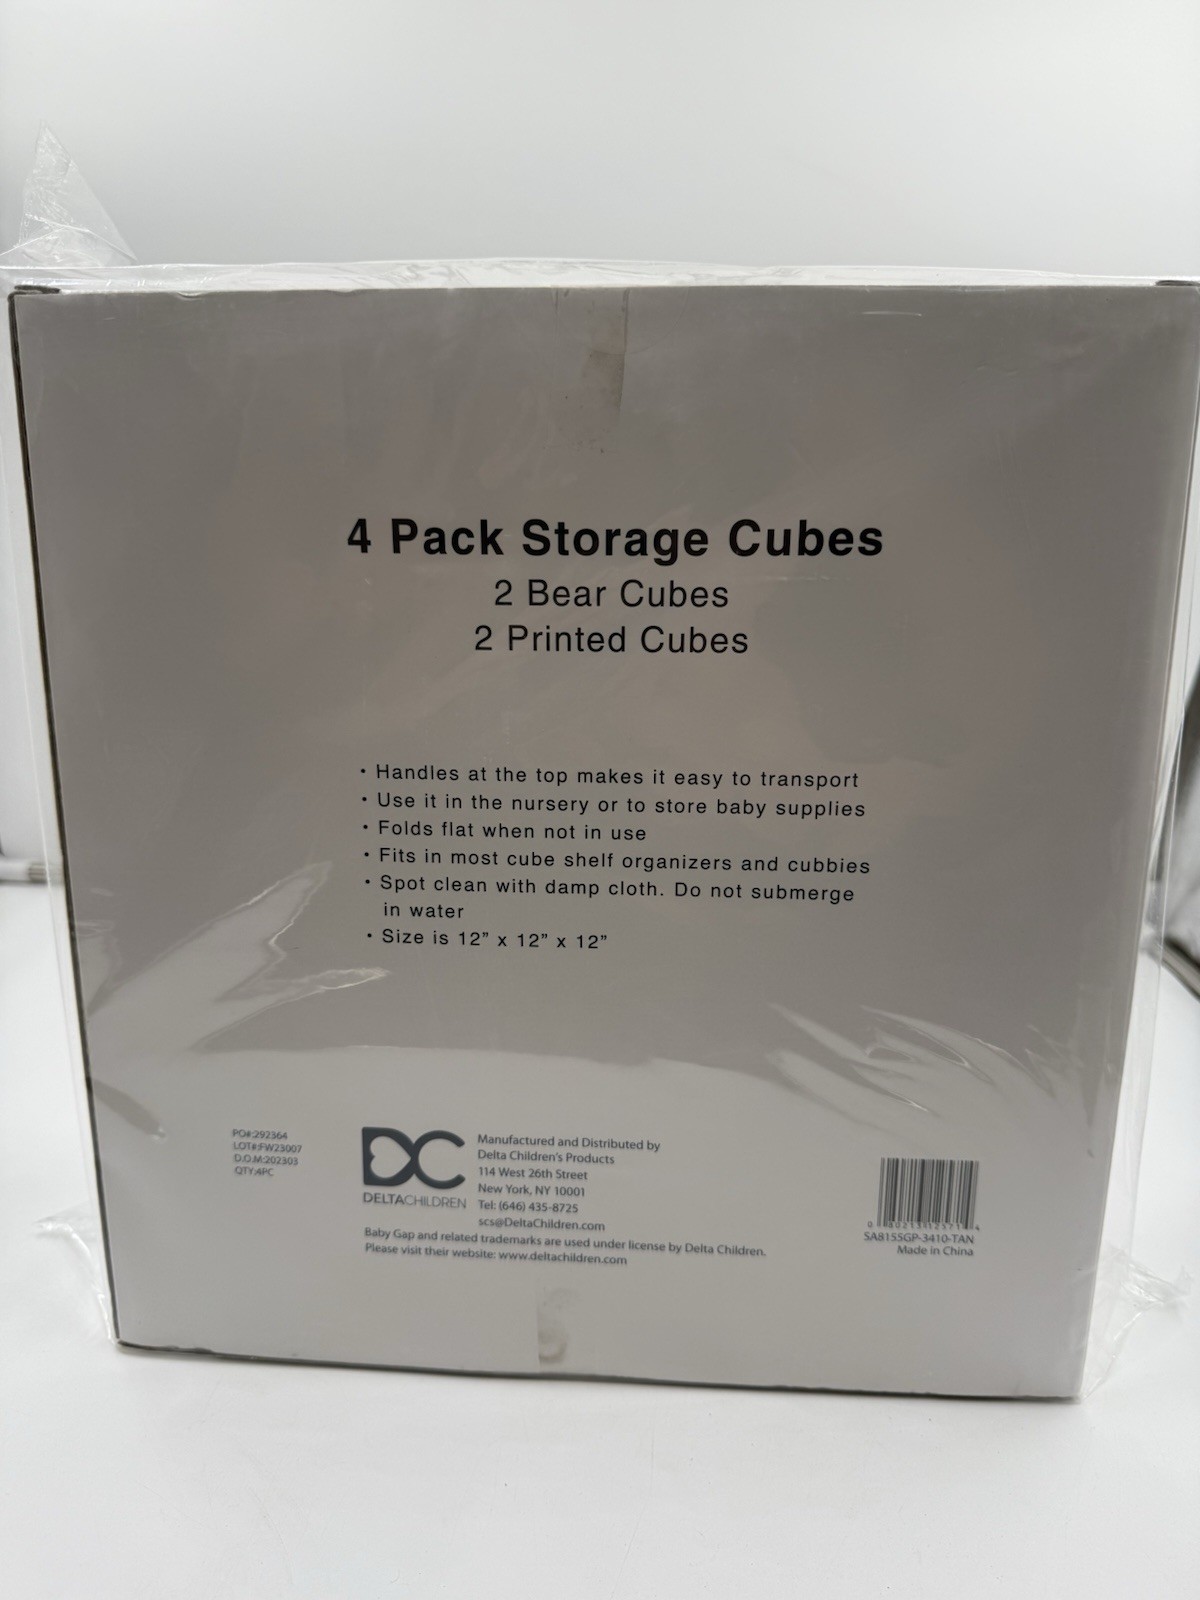 4 Pack Storage Cubes
2 Bear Cubes
2 Printed Cubes
• Handles at the top makes it easy to transport
• Use it in the nursery or to store baby supplies
• Folds flat when not in use
• Fits in most cube shelf organizers and cubbies
• Spot clean with damp cloth. Do not submerge
in water
• Size is 12” x 12” x 12”
PO#:292364
LOT#:FW23007
D.O.M:202303
QTY:4PC
DC
DELTACHILDREN
Manufactured and Distributed by
Delta Children's Products
114 West 26th Street
New York, NY 10001
Tel: (646) 435-8725
scs@DeltaChildren.com
Baby Gap and related trademarks are used under license by Delta Children.
Please visit their website: www.deltachildren.com
SA8155GP-3410-TAN
Made in China